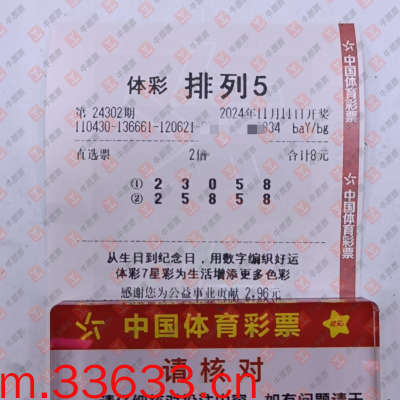 体彩 排列5
第 24302期 2024年11月11日开奖
110430-136661-120621- 934 baY/bg
直选票 2倍 合计8元
① 2 3 0 5 8
② 2 5 8 5 8
从生日到纪念日，用数字编织好运
体彩7星彩为生活增添更多色彩
感谢您为公益事业贡献 2.96元
中国体育彩票
中国体育彩票
中国体育彩票
请核对
m.33633.cn